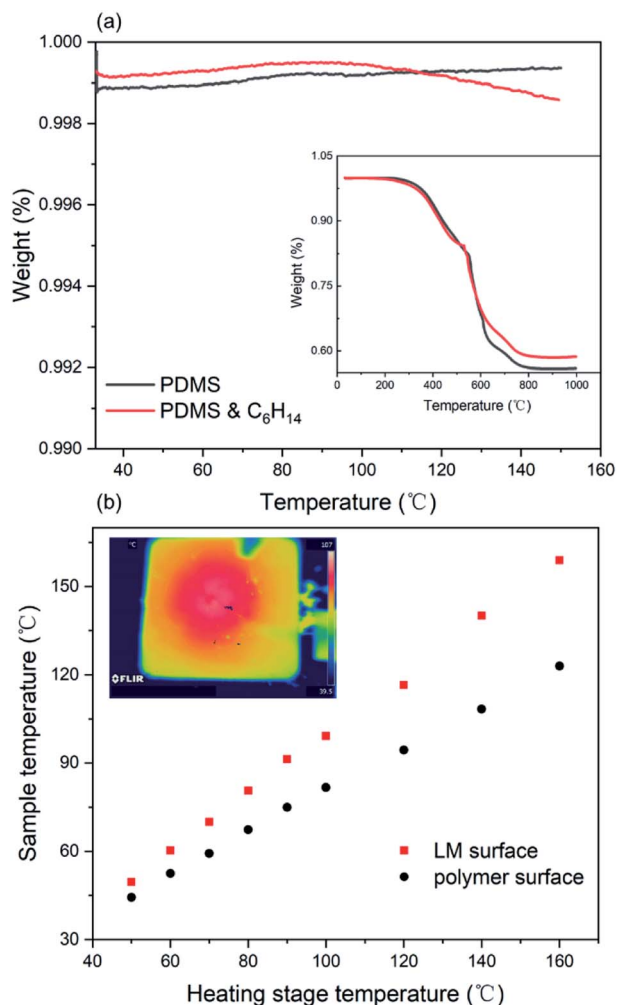 (a)
1.000
0.998
0.996
0.994
0.992
0.990
Weight (%)
1.05
0.90
0.75
0.60
Weight (%)
0 200 400 600 800 1000
Temperature (℃)
PDMS
PDMS & C₆H₁₄
40 60 80 100 120 140 160
Temperature (℃)
(b)
150
120
90
60
30
Sample temperature (℃)
℃ 107
FLIR
39.5
LM surface
polymer surface
40 60 80 100 120 140 160
Heating stage temperature (℃)